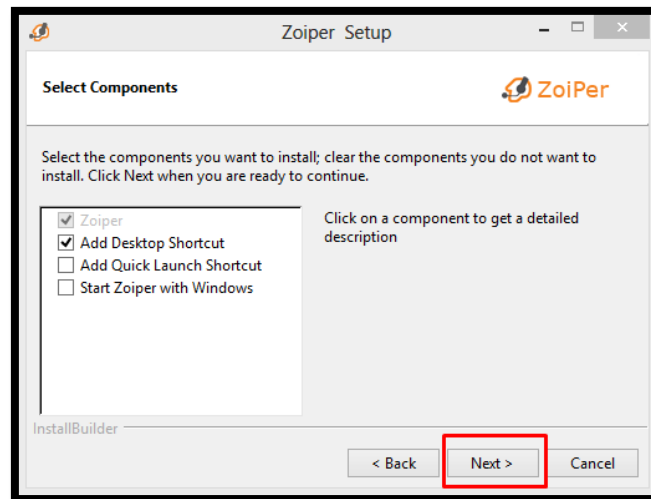 Zoiper Setup
Select Components
ZoiPer
Select the components you want to install; clear the components you do not want to
install. Click Next when you are ready to continue.
Zoiper
Add Desktop Shortcut
Add Quick Launch Shortcut
Start Zoiper with Windows
Click on a component to get a detailed
description
InstallBuilder
< Back
Next >
Cancel